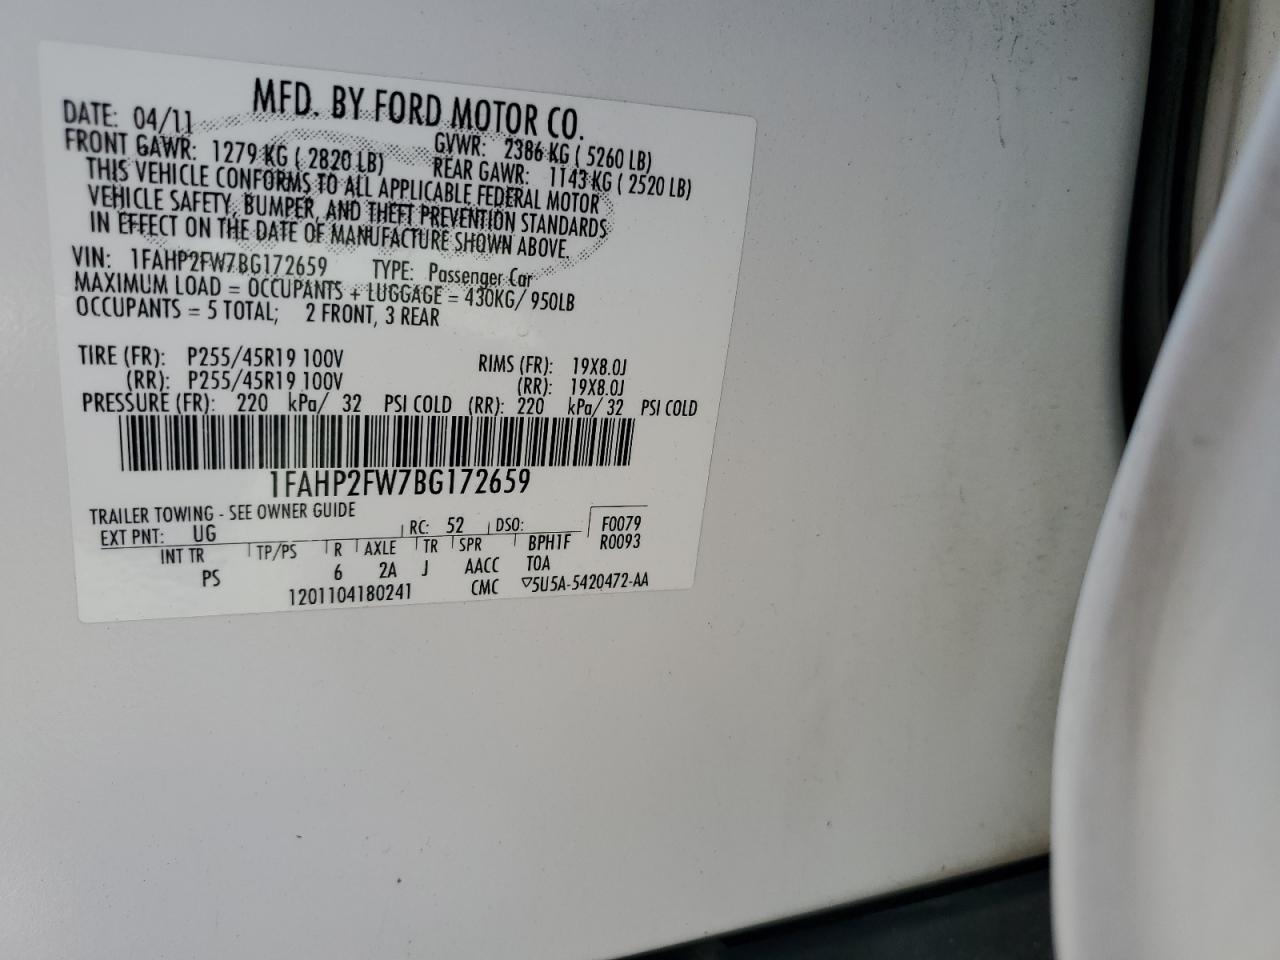 MFD. BY FORD MOTOR CO.
DATE: 04/11 GVWR: 2386 KG ( 5260 LB)
FRONT GAWR: 1279 KG ( 2820 LB) REAR GAWR: 1143 KG ( 2520 LB)
THIS VEHICLE CONFORMS TO ALL APPLICABLE FEDERAL MOTOR
VEHICLE SAFETY, BUMPER, AND THEFT PREVENTION STANDARDS
IN EFFECT ON THE DATE OF MANUFACTURE SHOWN ABOVE.
VIN: 1FAHP2FW7BG172659 TYPE: Passenger Car
MAXIMUM LOAD = OCCUPANTS + LUGGAGE = 430KG/ 950LB
OCCUPANTS = 5 TOTAL; 2 FRONT, 3 REAR
TIRE (FR): P255/45R19 100V RIMS (FR): 19X8.0J
(RR): P255/45R19 100V (RR): 19X8.0J
PRESSURE (FR): 220 kPa/ 32 PSI COLD (RR): 220 kPa/ 32 PSI COLD
1FAHP2FW7BG172659
TRAILER TOWING - SEE OWNER GUIDE
EXT PNT: UG RC: 52 DSO: F0079
INT TR TP/PS R AXLE TR SPR BPH1F R0093
PS 6 2A J AACC TOA
1201104180241 CMC ▽5U5A-5420472-AA